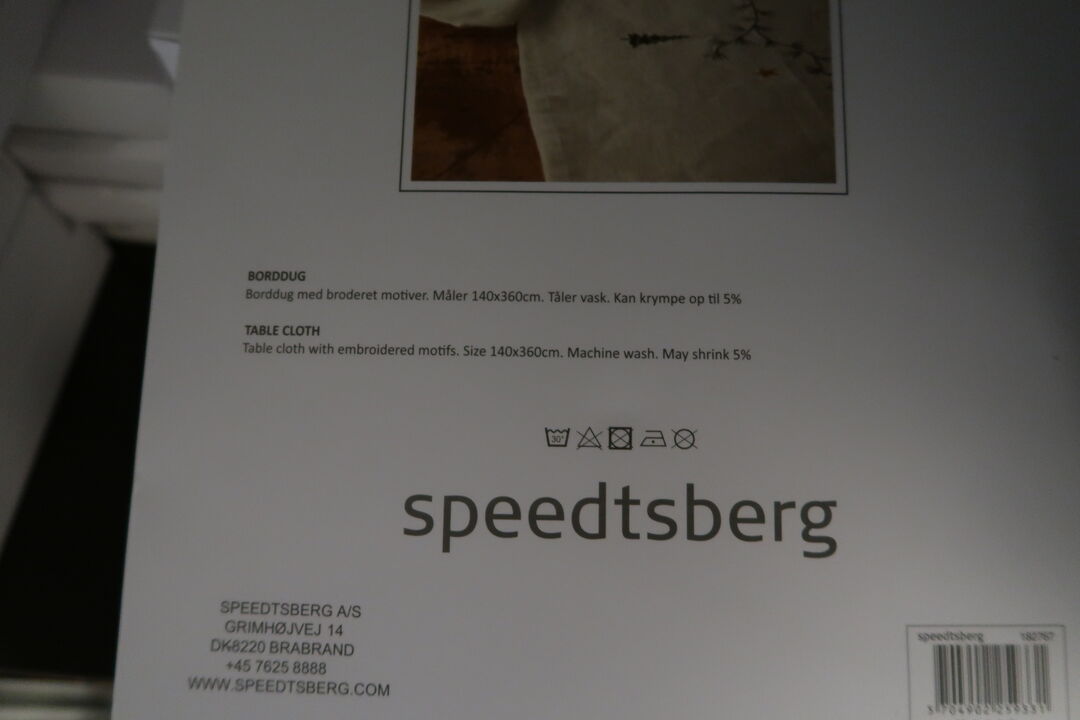 BORDDUG
Borddug med broderet motiver. Måler 140x360cm. Tåler vask. Kan krympe op til 5%
TABLE CLOTH
Table cloth with embroidered motifs. Size 140x360cm. Machine wash. May shrink 5%
30°
speedtsberg
SPEEDTSBERG A/S
GRIMHØJVEJ 14
DK8220 BRABRAND
+45 7625 8888
WWW.SPEEDTSBERG.COM
speedtsberg 182767